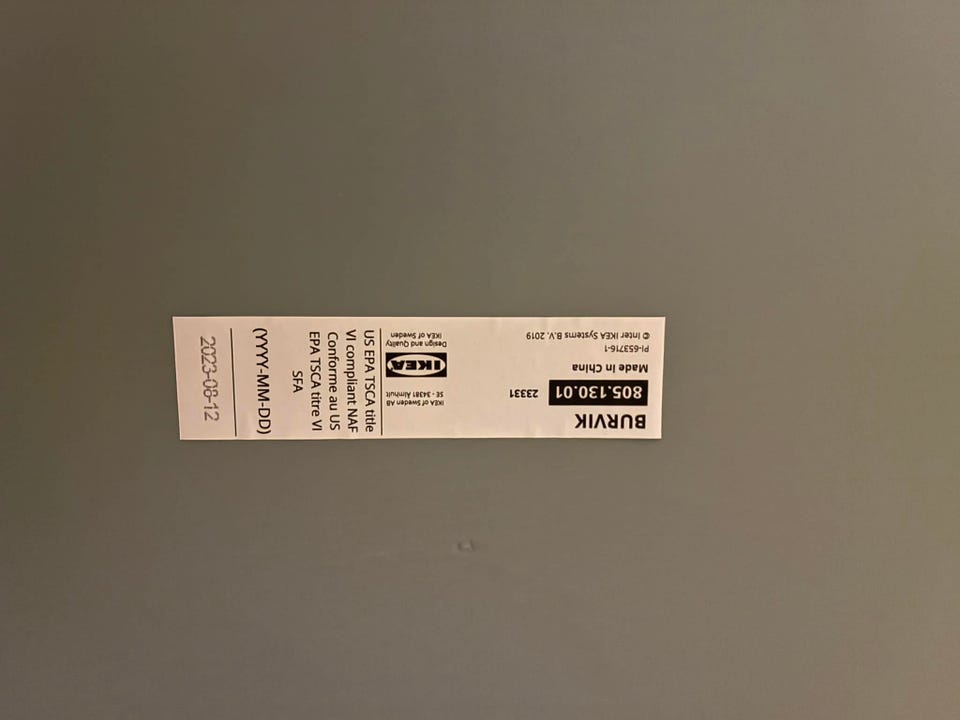 BURVIK
805.130.01 23331
Made in China
PI-653716-1
© Inter IKEA Systems B.V. 2019
IKEA of Sweden AB
SE - 34381 Älmhult
IKEA
Design and Quality
IKEA of Sweden
US EPA TSCA title
VI compliant NAF
Conforme au US
EPA TSCA titre VI
SFA
(YYYY-MM-DD)
2023-08-12